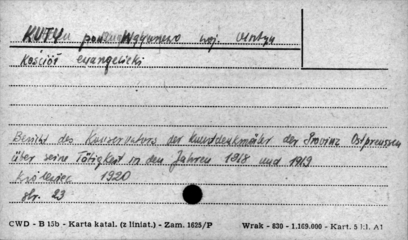 KUTY pow. Węgorzewo woj. Olsztyn
Kościół ewangelicki
Bericht des Konservators der Kunstdenkmäler der Provinz Ostpreussen
über seine Tötigkeit in den Jahren 1918 und 1919
Królewiec 1920
str. 23
CWD - B 15b - Karta katal. (z liniat.) - Zam. 1625/P Wrak - 830 - 1.169.000 - Kart. 5 kl. A1